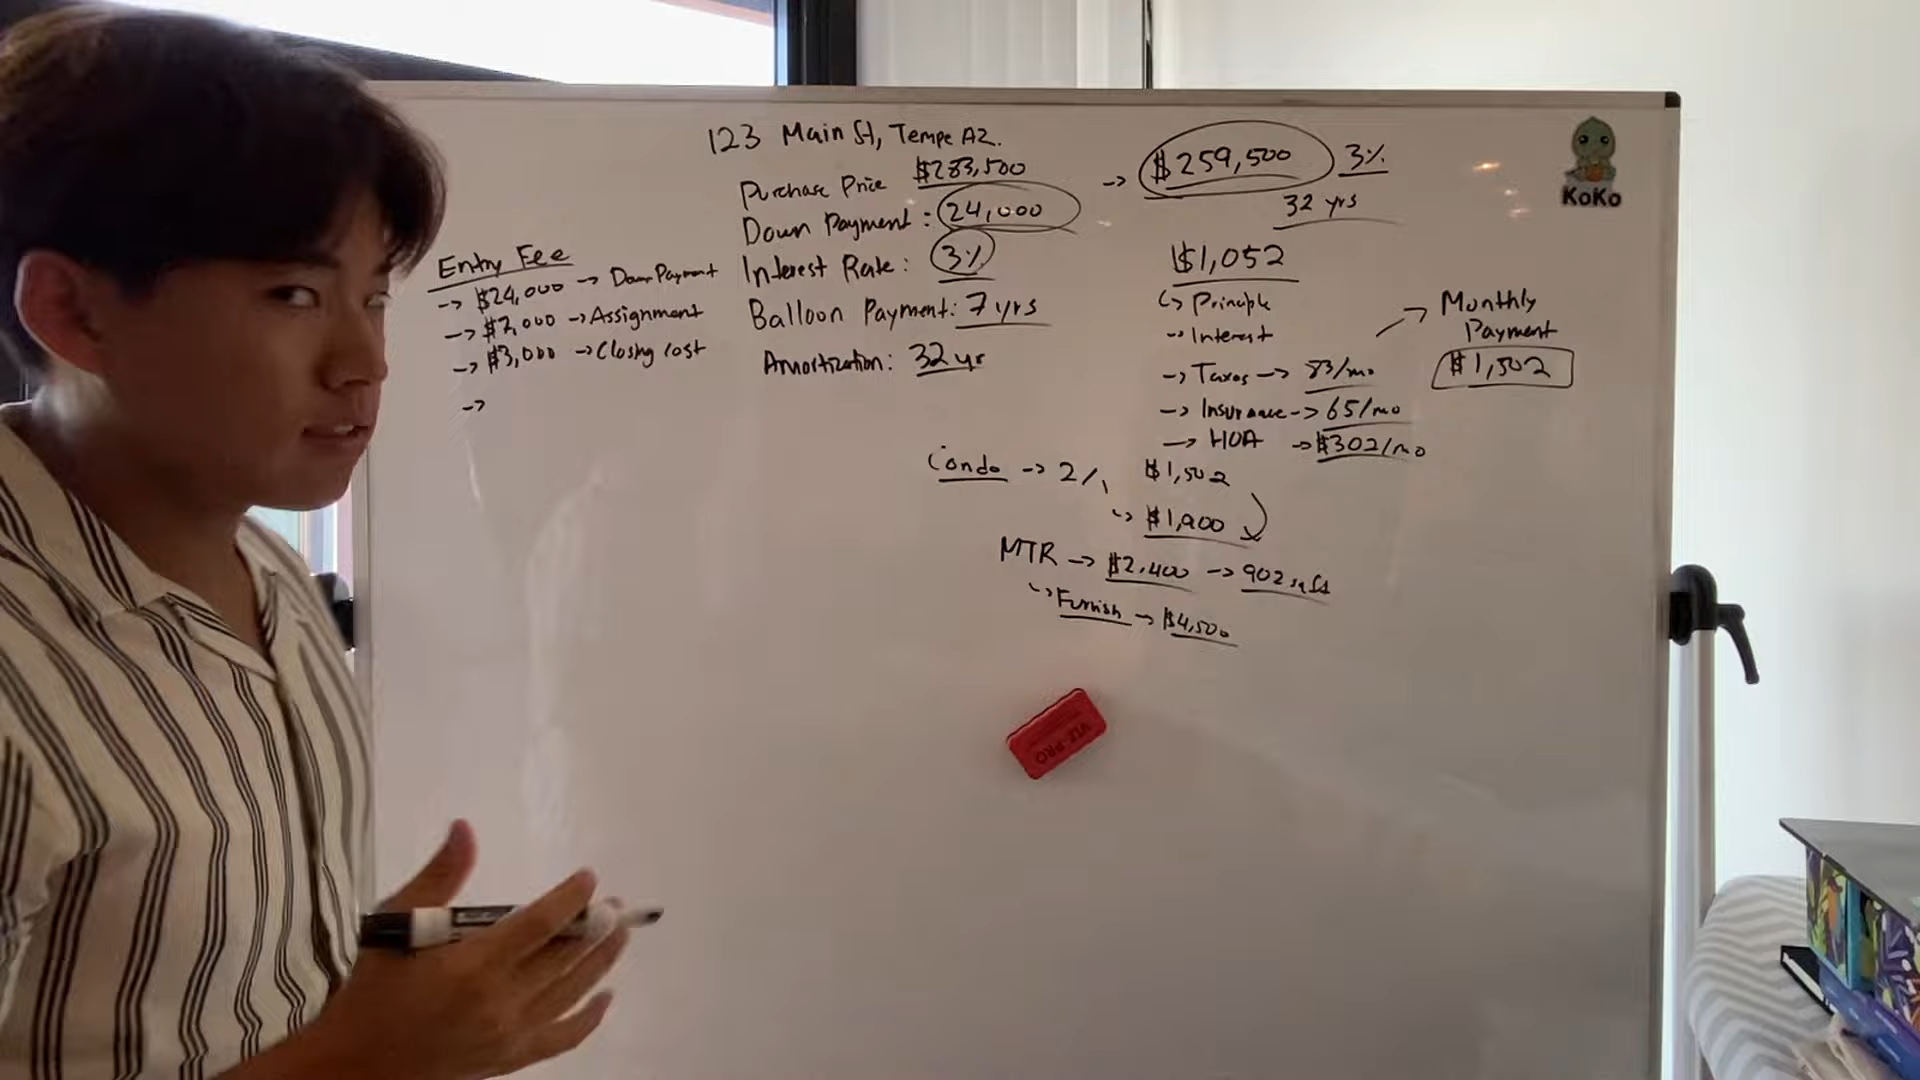 123 Main St, Tempe AZ.
Purchase Price $283,500
Down Payment: 24,000
Interest Rate: 3%
Balloon Payment: 7 yrs
Amortization: 32 yr
-> $259,500 3%
32 yrs
$1,052
↳ Principle
-> Interest
-> Taxes -> 83/mo
-> Insurance -> 65/mo
-> HOA -> $302/mo
-> Monthly
Payment
$1,502
Entry Fee
-> $24,000 -> Down Payment
-> $7,000 -> Assignment
-> $3,000 -> Closing cost
->
Condo -> 2/1
$1,502
↳ $1,900
MTR -> $2,400 -> 902 sqft
↳ Furnish -> $4,500
KoKo
VIZ-PRO